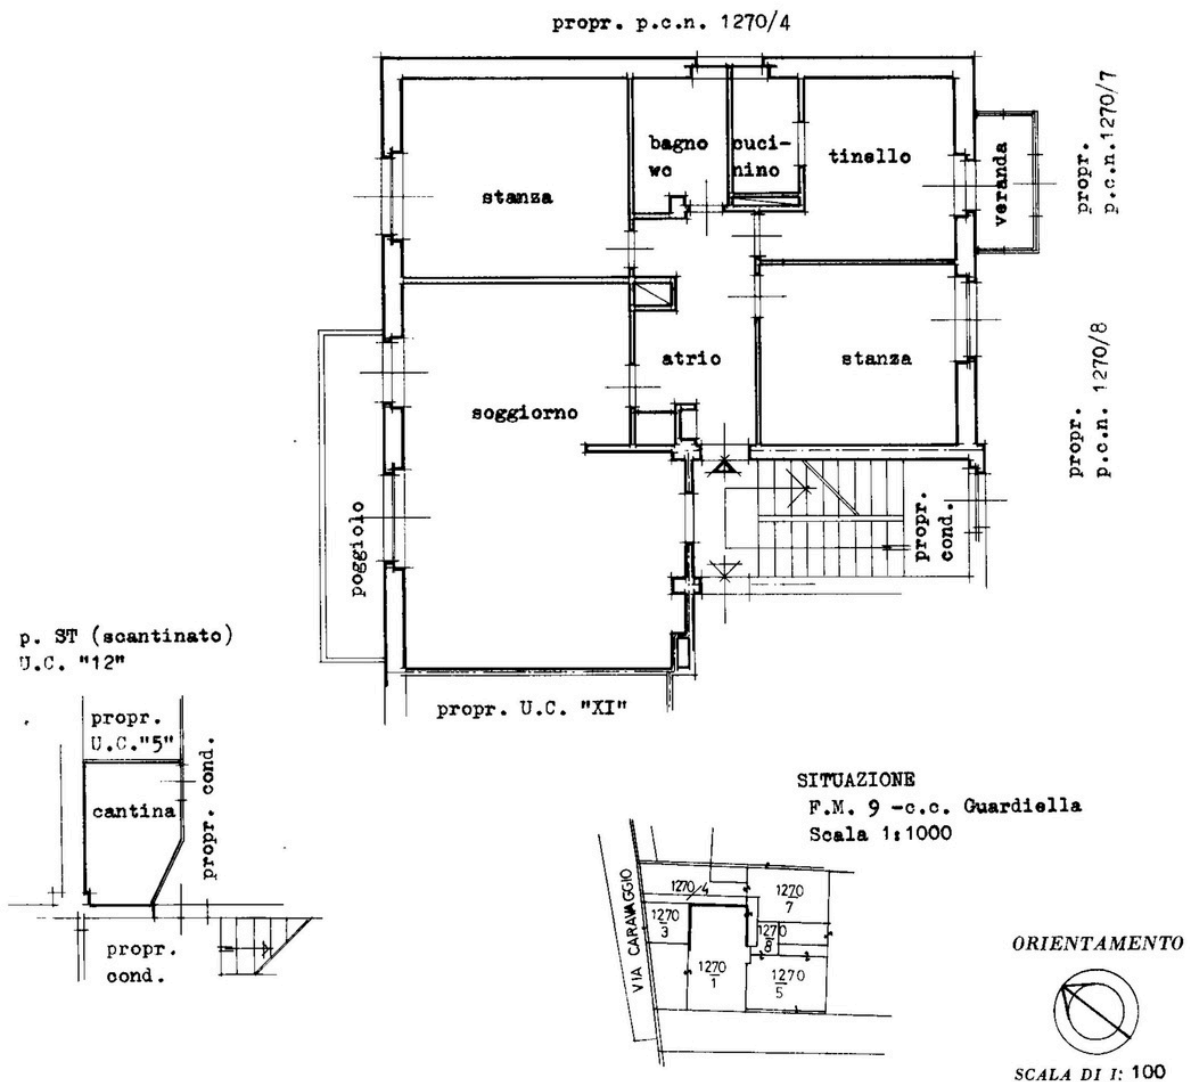 propr. p.c.n. 1270/4
propr.
p.c.n. 1270/7
bagno
wc
cuci-
nino
tinello
veranda
stanza
propr.
p.c.n. 1270/8
atrio
stanza
soggiorno
poggiolo
propr.
cond.
p. ST (scantinato)
U.C. "12"
propr. U.C. "XI"
propr.
U.C."5"
propr. cond.
cantina
propr.
cond.
SITUAZIONE
F.M. 9 -c.c. Guardiella
Scala 1:1000
VIA CARAVAGGIO
1270/4
1270
7
1270
3
1270
8
1270
1
1270
5
ORIENTAMENTO
SCALA DI I: 100